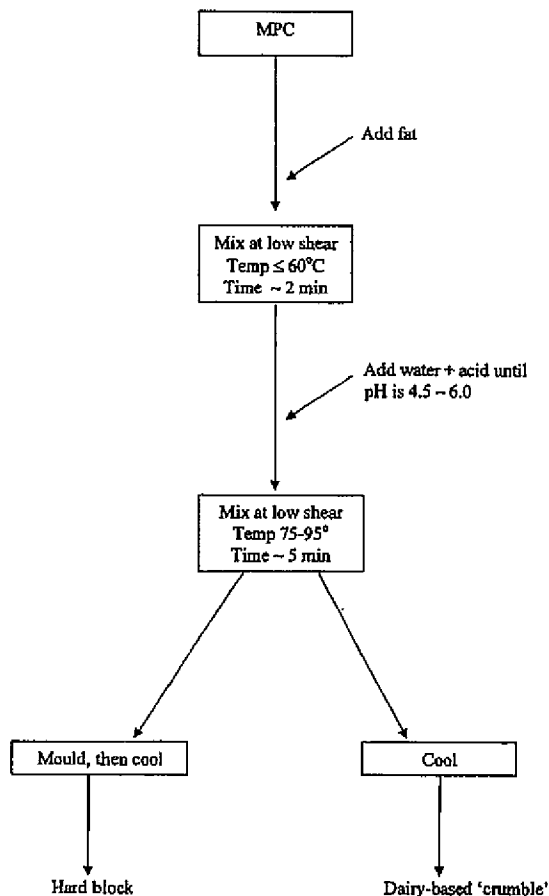 MPC
Add fat
Mix at low shear
Temp ≤ 60°C
Time ~ 2 min
Add water + acid until
pH is 4.5 – 6.0
Mix at low shear
Temp 75-95°
Time ~ 5 min
Mould, then cool
Cool
Hard block
Dairy-based ‘crumble’